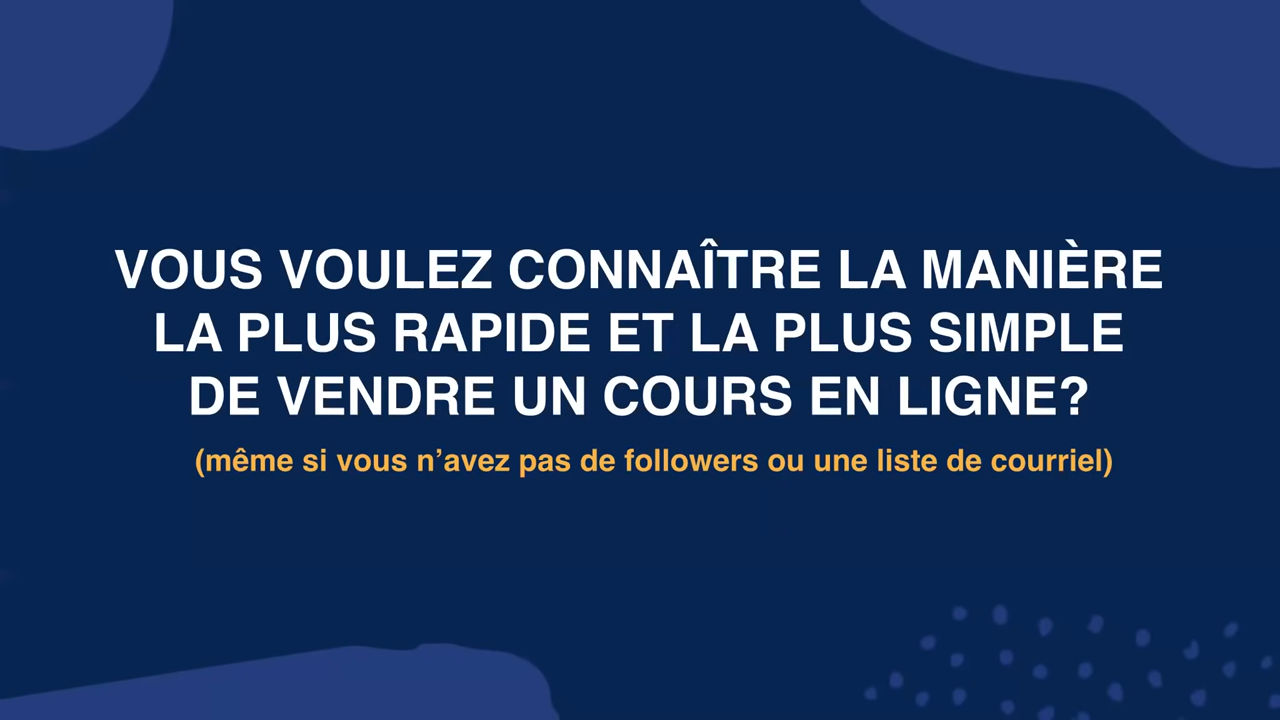 VOUS VOULEZ CONNAÎTRE LA MANIÈRE
LA PLUS RAPIDE ET LA PLUS SIMPLE
DE VENDRE UN COURS EN LIGNE?
(même si vous n’avez pas de followers ou une liste de courriel)